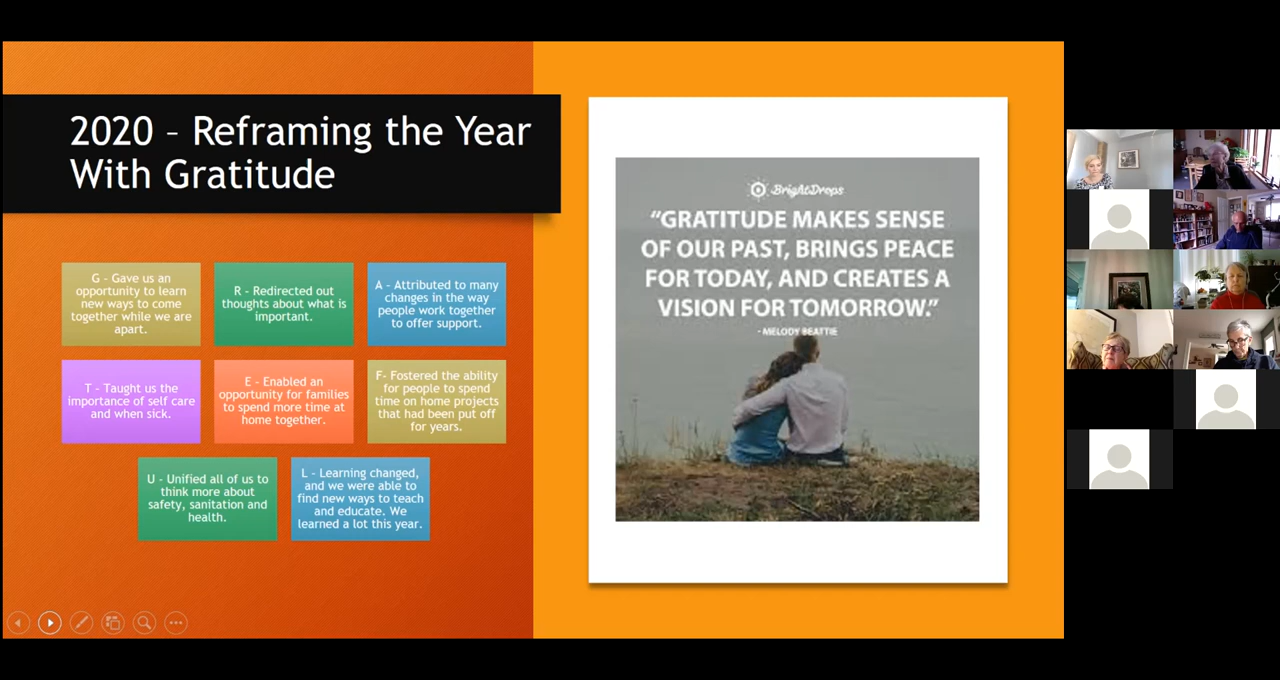 2020 – Reframing the Year
With Gratitude
G - Gave us an
opportunity to learn
new ways to come
together while we are
apart.
R - Redirected out
thoughts about what is
important.
A - Attributed to many
changes in the way
people work together
to offer support.
T - Taught us the
importance of self care
and when sick.
E - Enabled an
opportunity for families
to spend more time at
home together.
F- Fostered the ability
for people to spend
time on home projects
that had been put off
for years.
U - Unified all of us to
think more about
safety, sanitation and
health.
L - Learning changed,
and we were able to
find new ways to teach
and educate. We
learned a lot this year.
BrightDrops
“GRATITUDE MAKES SENSE
OF OUR PAST, BRINGS PEACE
FOR TODAY, AND CREATES A
VISION FOR TOMORROW.”
- MELODY BEATTIE